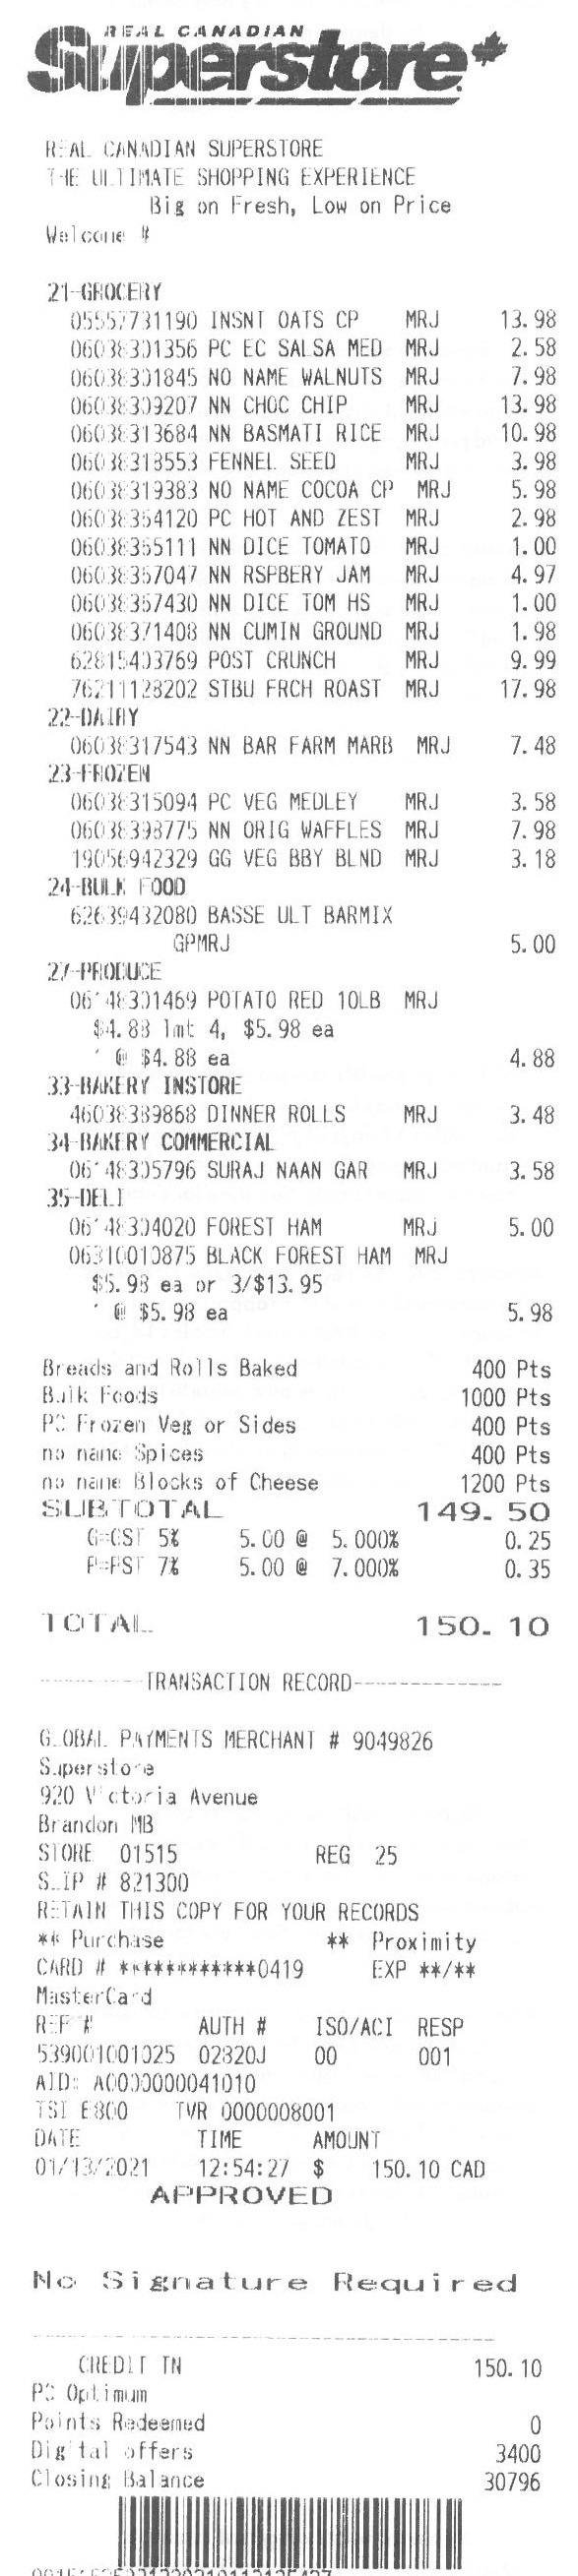 REAL CANADIAN
Superstore
REAL CANADIAN SUPERSTORE
THE ULTIMATE SHOPPING EXPERIENCE
Big on Fresh, Low on Price
Welcome #
21-GROCERY
05557731190 INSNT OATS CP MRJ 13.98
06038301356 PC EC SALSA MED MRJ 2.58
06038301845 NO NAME WALNUTS MRJ 7.98
06038309207 NN CHOC CHIP MRJ 13.98
06038313684 NN BASMATI RICE MRJ 10.98
06038318553 FENNEL SEED MRJ 3.98
06038319383 NO NAME COCOA CP MRJ 5.98
06038354120 PC HOT AND ZEST MRJ 2.98
06038355111 NN DICE TOMATO MRJ 1.00
06038357047 NN RSPBERY JAM MRJ 4.97
06038357430 NN DICE TOM HS MRJ 1.00
06038371408 NN CUMIN GROUND MRJ 1.98
62815403769 POST CRUNCH MRJ 9.99
76211128202 STBU FRCH ROAST MRJ 17.98
22-DAIRY
06038317543 NN BAR FARM MARB MRJ 7.48
23-FROZEN
06038315094 PC VEG MEDLEY MRJ 3.58
06038398775 NN ORIG WAFFLES MRJ 7.98
19056942329 GG VEG BBY BLND MRJ 3.18
24-BULK FOOD
62639432080 BASSE ULT BARMIX
GPMRJ 5.00
27-PRODUCE
06148301469 POTATO RED 10LB MRJ
$4.88 lmt 4, $5.98 ea
1 @ $4.88 ea 4.88
33-BAKERY INSTORE
46038389868 DINNER ROLLS MRJ 3.48
34-BAKERY COMMERCIAL
06148305796 SURAJ NAAN GAR MRJ 3.58
35-DELI
06148304020 FOREST HAM MRJ 5.00
06310010875 BLACK FOREST HAM MRJ
$5.98 ea or 3/$13.95
1 @ $5.98 ea 5.98
Breads and Rolls Baked 400 Pts
Bulk Foods 1000 Pts
PC Frozen Veg or Sides 400 Pts
no name Spices 400 Pts
no name Blocks of Cheese 1200 Pts
SUBTOTAL 149.50
G=GST 5% 5.00 @ 5.000% 0.25
P=PST 7% 5.00 @ 7.000% 0.35
TOTAL 150.10
----------TRANSACTION RECORD--------------
GLOBAL PAYMENTS MERCHANT # 9049826
Superstore
920 Victoria Avenue
Brandon MB
STORE 01515 REG 25
SLIP # 821300
RETAIN THIS COPY FOR YOUR RECORDS
** Purchase ** Proximity
CARD # ************0419 EXP **/**
MasterCard
REF # AUTH # ISO/ACI RESP
539001001025 02820J 00 001
AID: A0000000041010
TSI E800 TVR 0000008001
DATE TIME AMOUNT
01/13/2021 12:54:27 $ 150.10 CAD
APPROVED
No Signature Required
CREDIT TN 150.10
PC Optimum
Points Redeemed 0
Digital offers 3400
Closing Balance 30796